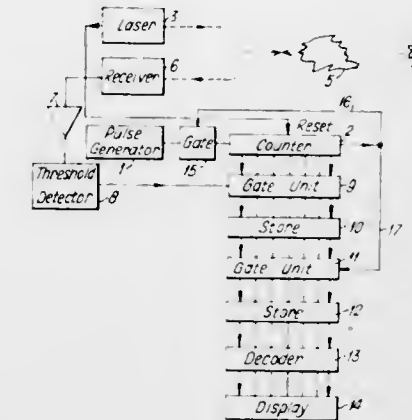 Laser
3
Receiver
6
5
7
16
Reset
Pulse
Generator
1
Gate
15
Counter
2
Threshold
Detector
8
Gate Unit
9
Store
10
17
Gate Unit
11
Store
12
Decoder
13
Display
14